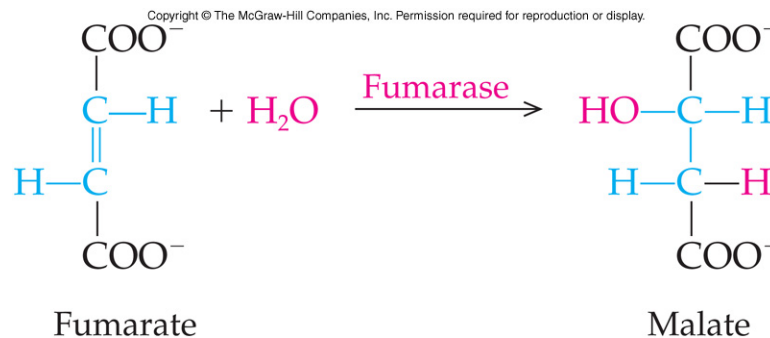 Copyright © The McGraw-Hill Companies, Inc. Permission required for reproduction or display.
COO⁻ COO⁻
Fumarase
C—H + H₂O HO—C—H
H—C H—C—H
COO⁻ COO⁻
Fumarate Malate